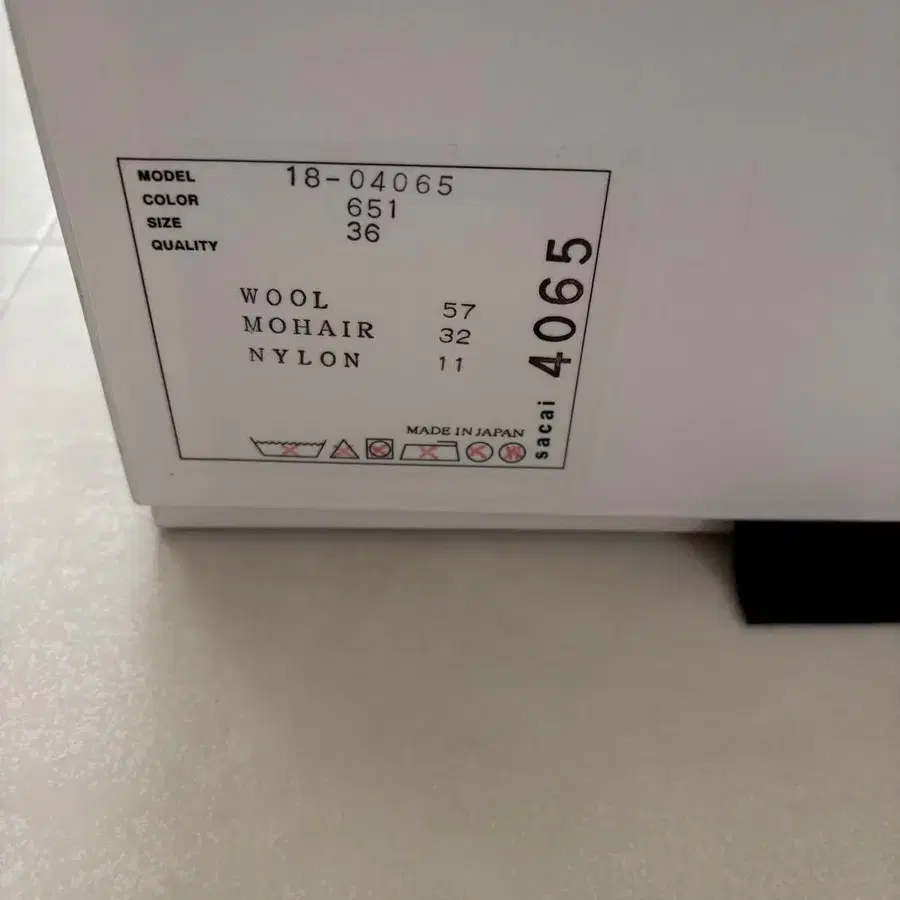 MODEL 18-04065
COLOR 651
SIZE 36
QUALITY
WOOL 57
MOHAIR 32
NYLON 11
MADE IN JAPAN
sacai 4065